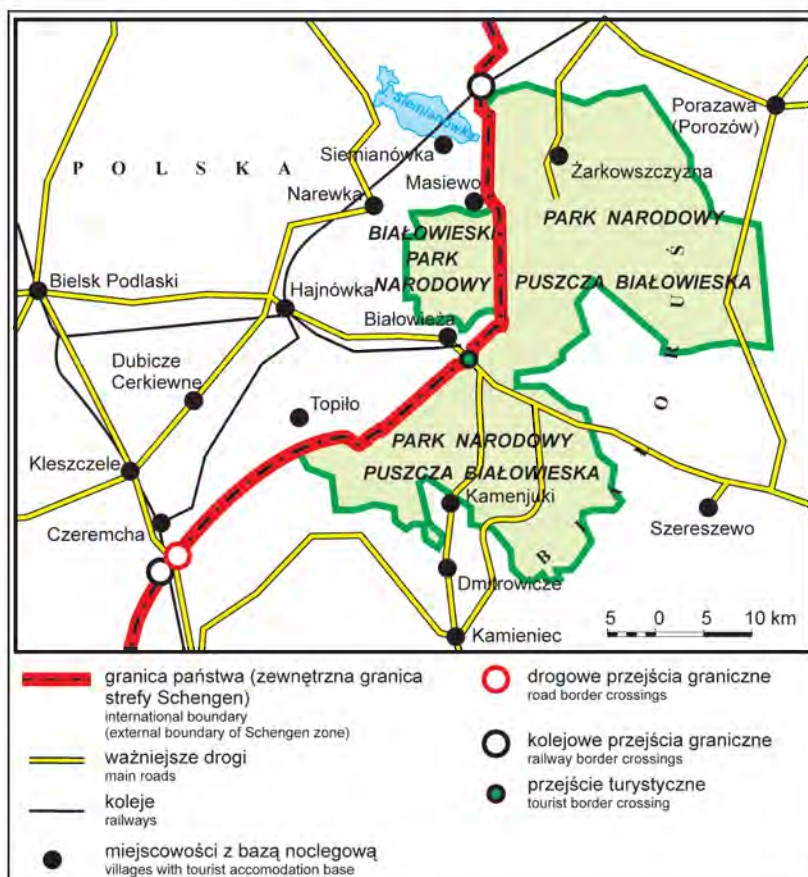 Siemianówka
Porazawa
(Porozów)
Siemianówka
P O L S K A
Żarkowszczyzna
Masiewo
Narewka
PARK NARODOWY
BIAŁOWIESKI
PARK
NARODOWY
PUSZCZA BIAŁOWIESKA
Bielsk Podlaski
Hajnówka
Białowieża
BIAŁORUŚ
Dubicze
Cerkiewne
Topiło
PARK NARODOWY
PUSZCZA BIAŁOWIESKA
Kleszczele
Kamenjuki
Szereszewo
Czeremcha
Dmitrowicze
Kamieniec
5 0 5 10 km
granica państwa (zewnętrzna granica
strefy Schengen)
international boundary
(external boundary of Schengen zone)
ważniejsze drogi
main roads
koleje
railways
miejscowości z bazą noclegową
villages with tourist accomodation base
drogowe przejścia graniczne
road border crossings
kolejowe przejścia graniczne
railway border crossings
przejście turystyczne
tourist border crossing